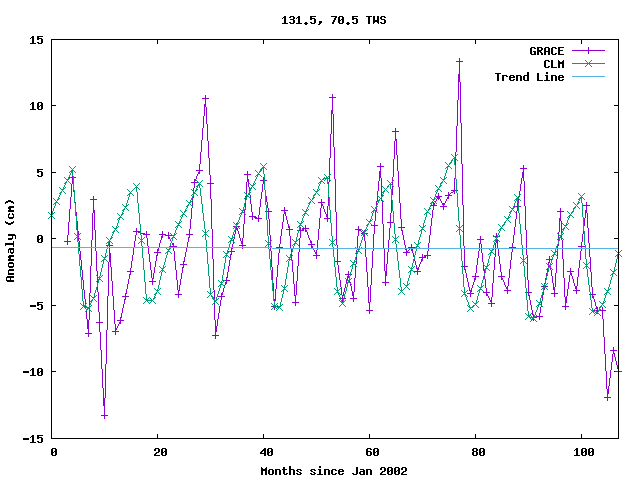 131.5, 70.5 TWS
GRACE
CLM
Trend Line
15
10
5
0
-5
-10
-15
Anomaly (cm)
0 20 40 60 80 100
Months since Jan 2002